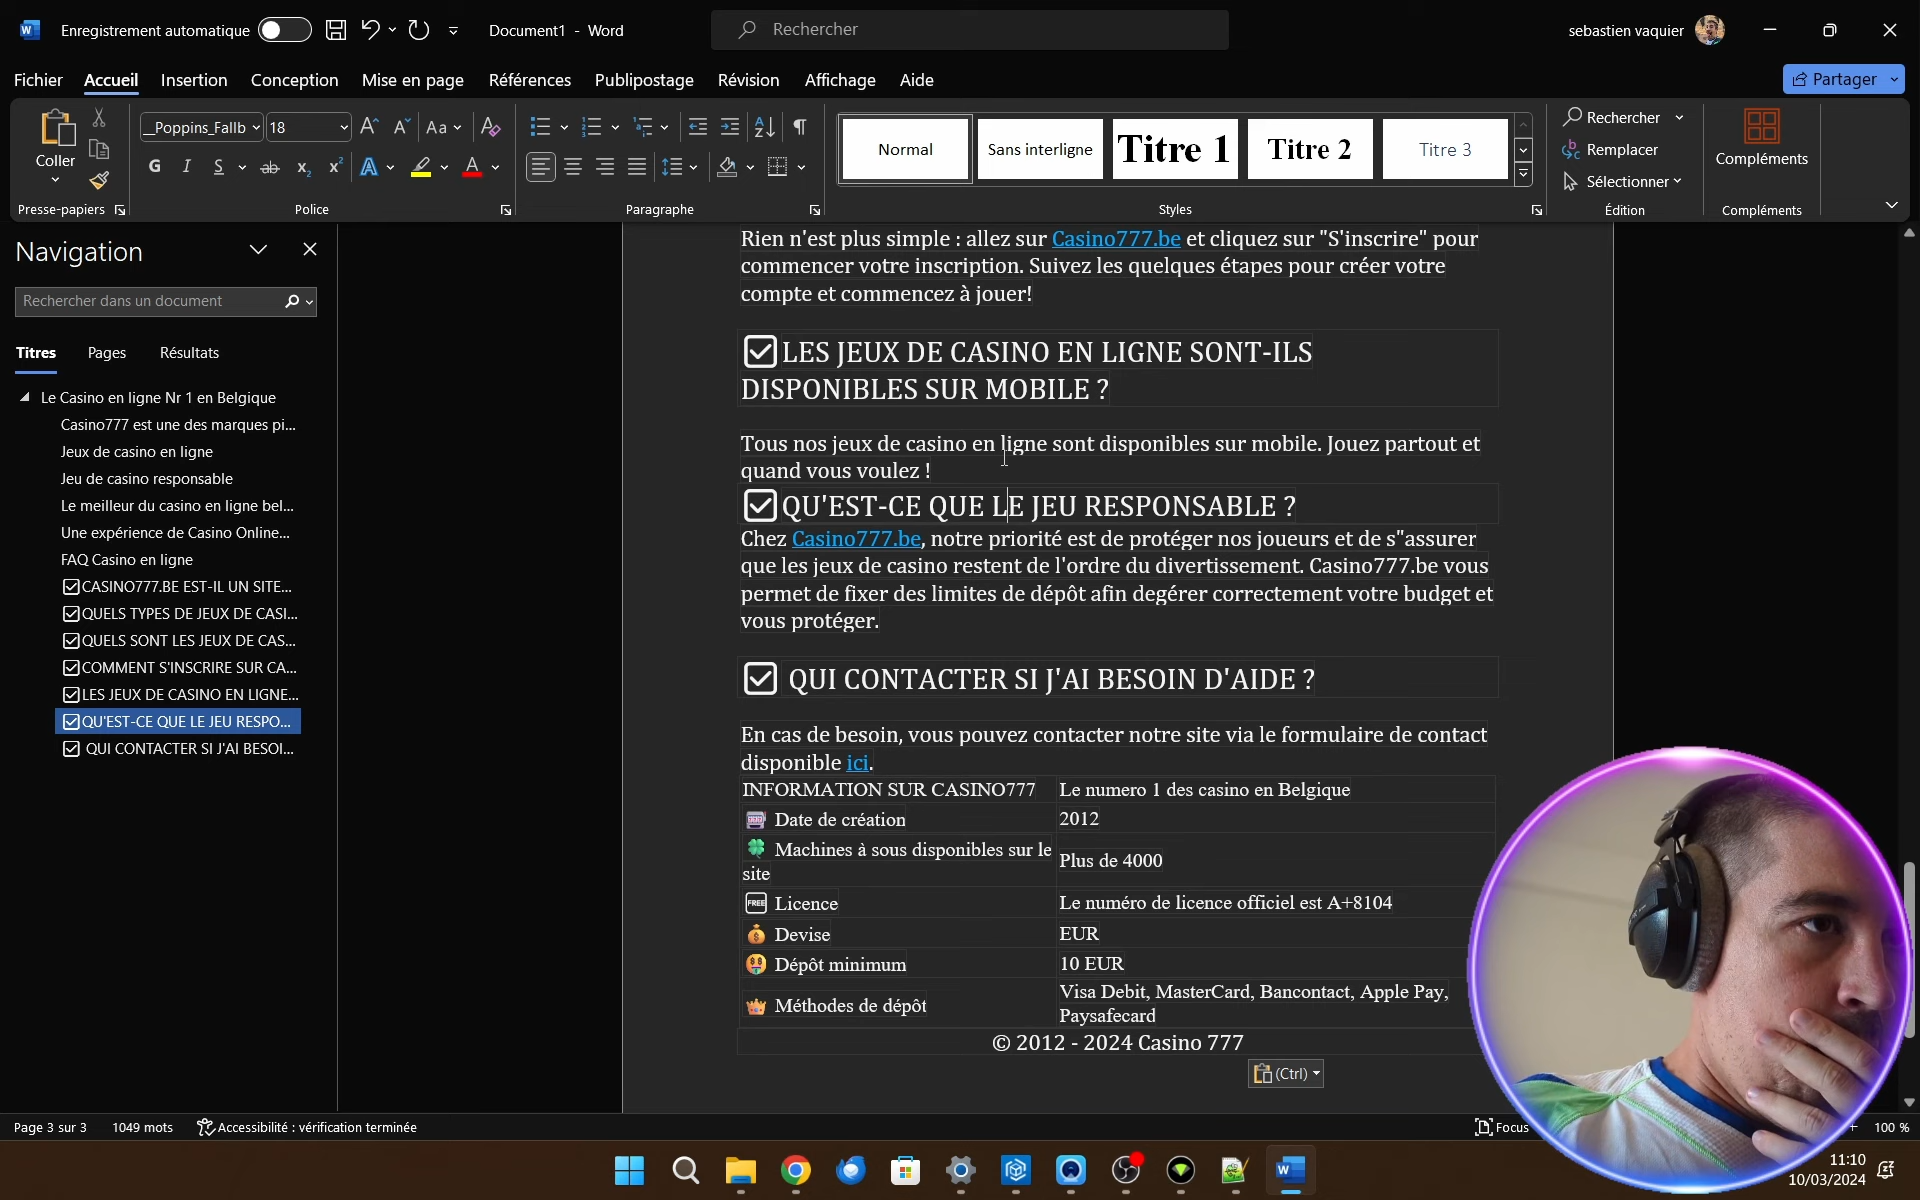 Enregistrement automatique
Document1 - Word
Rechercher
sebastien vaquier
Fichier Accueil Insertion Conception Mise en page Références Publipostage Révision Affichage Aide
Partager
Coller
Presse-papiers
__Poppins_Fallb 18
Aa
G I S ab x₂ x² A A
Police
Paragraphe
Normal
Sans interligne
Titre 1
Titre 2
Titre 3
Styles
Rechercher
Remplacer
Sélectionner
Édition
Compléments
Compléments
Navigation
Rechercher dans un document
Titres Pages Résultats
Le Casino en ligne Nr 1 en Belgique
Casino777 est une des marques pi...
Jeux de casino en ligne
Jeu de casino responsable
Le meilleur du casino en ligne bel...
Une expérience de Casino Online...
FAQ Casino en ligne
☑CASINO777.BE EST-IL UN SITE...
☑QUELS TYPES DE JEUX DE CASI...
☑QUELS SONT LES JEUX DE CAS...
☑COMMENT S'INSCRIRE SUR CA...
☑LES JEUX DE CASINO EN LIGNE...
☑QU'EST-CE QUE LE JEU RESPO...
☑ QUI CONTACTER SI J'AI BESOI...
Rien n'est plus simple : allez sur Casino777.be et cliquez sur "S'inscrire" pour
commencer votre inscription. Suivez les quelques étapes pour créer votre
compte et commencez à jouer!
☑LES JEUX DE CASINO EN LIGNE SONT-ILS
DISPONIBLES SUR MOBILE ?
Tous nos jeux de casino en ligne sont disponibles sur mobile. Jouez partout et
quand vous voulez !
☑QU'EST-CE QUE LE JEU RESPONSABLE ?
Chez Casino777.be, notre priorité est de protéger nos joueurs et de s"assurer
que les jeux de casino restent de l'ordre du divertissement. Casino777.be vous
permet de fixer des limites de dépôt afin degérer correctement votre budget et
vous protéger.
☑ QUI CONTACTER SI J'AI BESOIN D'AIDE ?
En cas de besoin, vous pouvez contacter notre site via le formulaire de contact
disponible ici.
INFORMATION SUR CASINO777 Le numero 1 des casino en Belgique
🎰 Date de création 2012
🍀 Machines à sous disponibles sur le
site
Plus de 4000
FREE Licence Le numéro de licence officiel est A+8104
💰 Devise EUR
🤑 Dépôt minimum 10 EUR
👑 Méthodes de dépôt
Visa Debit, MasterCard, Bancontact, Apple Pay,
Paysafecard
© 2012 - 2024 Casino 777
(Ctrl)
Page 3 sur 3 1049 mots Accessibilité : vérification terminée
Focus
100 %
11:10
10/03/2024